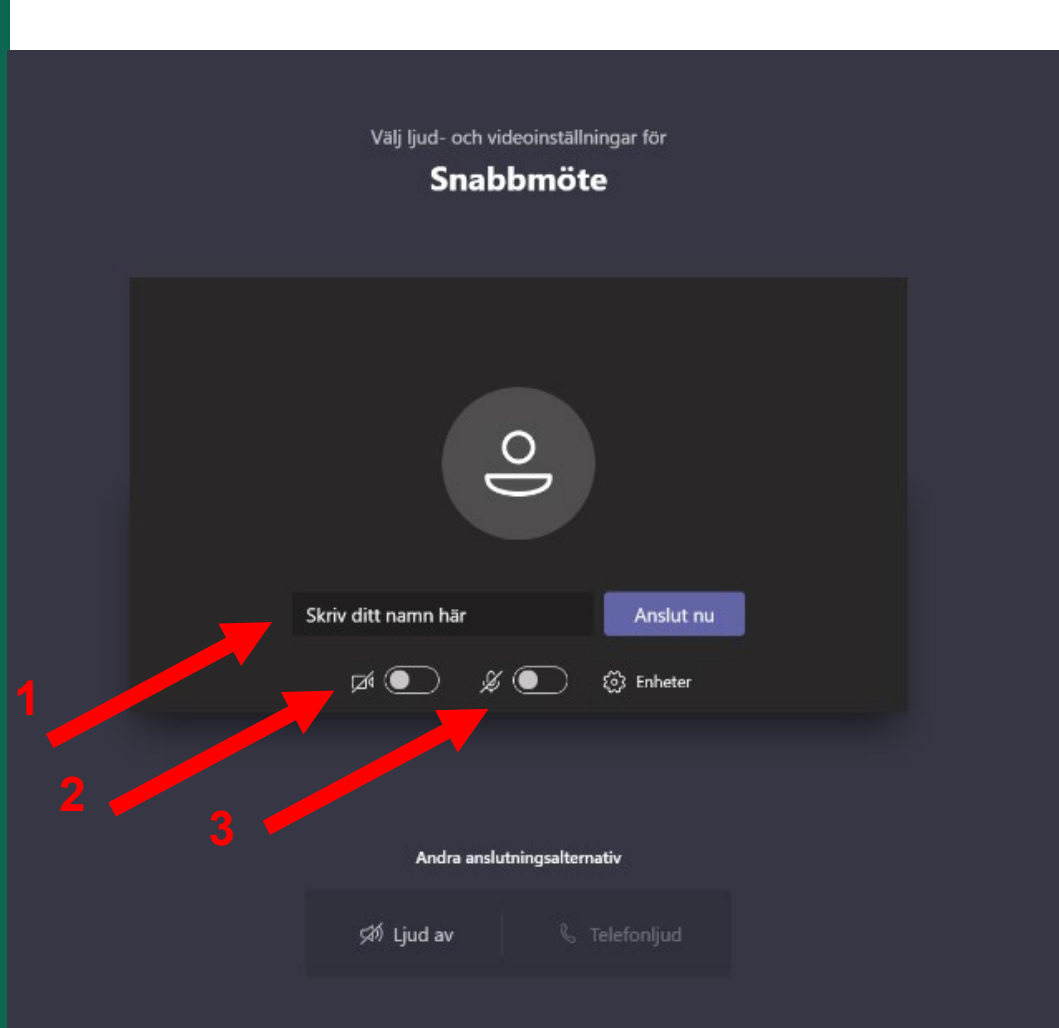 Välj ljud- och videoinställningar för
Snabbmöte
Skriv ditt namn här
Anslut nu
Enheter
1
2
3
Andra anslutningsalternativ
Ljud av
Telefonljud